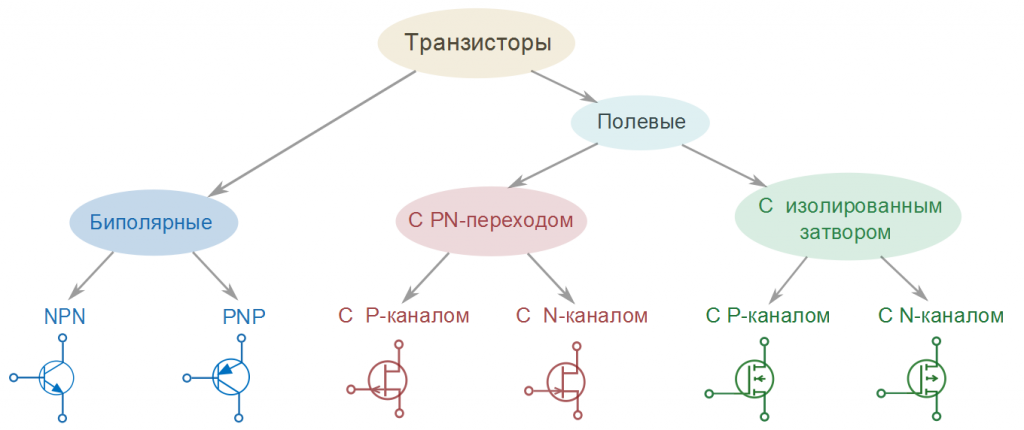 Транзисторы
Полевые
Биполярные
С PN-переходом
С изолированным
затвором
NPN
PNP
С Р-каналом
С N-каналом
С Р-каналом
С N-каналом